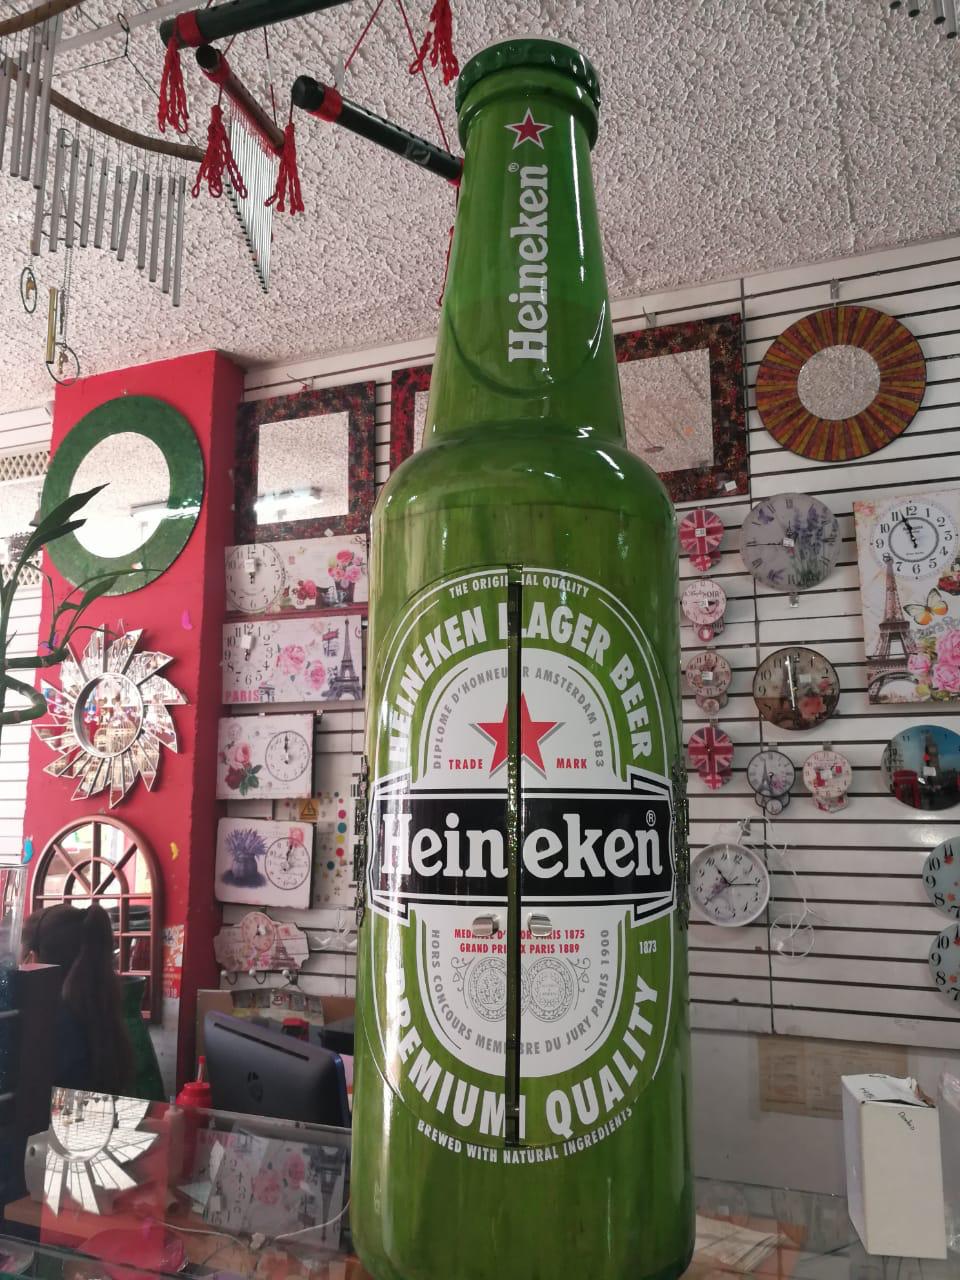 Heineken®
THE ORIGINAL QUALITY
HEINEKEN LAGER BEER
DIPLOME D'HONNEUR AMSTERDAM 1883
TRADE MARK
Heineken®
MEDAILLE D'OR PARIS 1875
GRAND PRIX PARIS 1889
1873
HORS CONCOURS MEMBRE DU JURY PARIS 1900
PREMIUM QUALITY
BREWED WITH NATURAL INGREDIENTS
PARIS